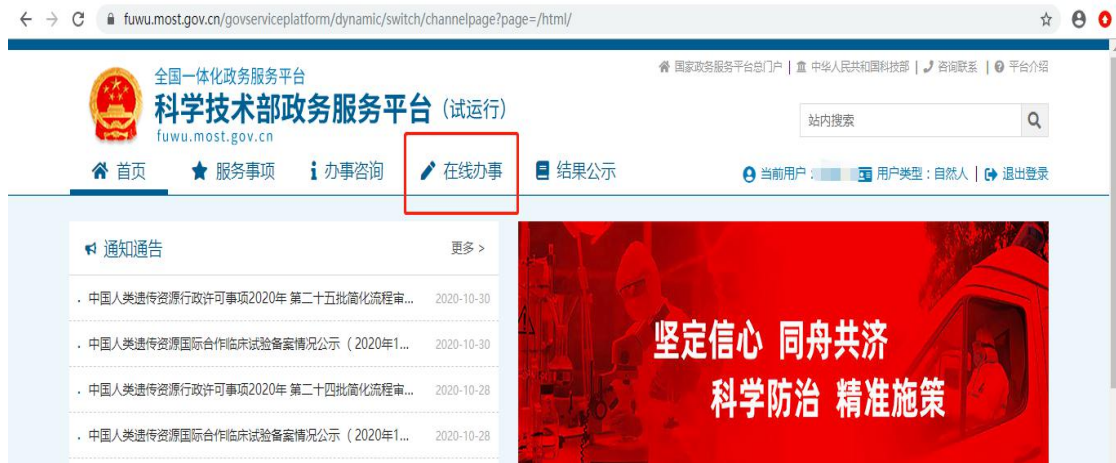 fuwu.most.gov.cn/govserviceplatform/dynamic/switch/channelpage?page=/html/
国家政务服务平台总门户 | 中华人民共和国科技部 | 咨询联系 | 平台介绍
全国一体化政务服务平台
科学技术部政务服务平台（试运行）
fuwu.most.gov.cn
站内搜索
首页 服务事项 办事咨询 在线办事 结果公示
当前用户： 用户类型：自然人 | 退出登录
通知通告 更多 >
· 中国人类遗传资源行政许可事项2020年 第二十五批简化流程审... 2020-10-30
· 中国人类遗传资源国际合作临床试验备案情况公示（2020年1... 2020-10-30
· 中国人类遗传资源行政许可事项2020年 第二十四批简化流程审... 2020-10-28
· 中国人类遗传资源国际合作临床试验备案情况公示（2020年1... 2020-10-28
坚定信心 同舟共济
科学防治 精准施策